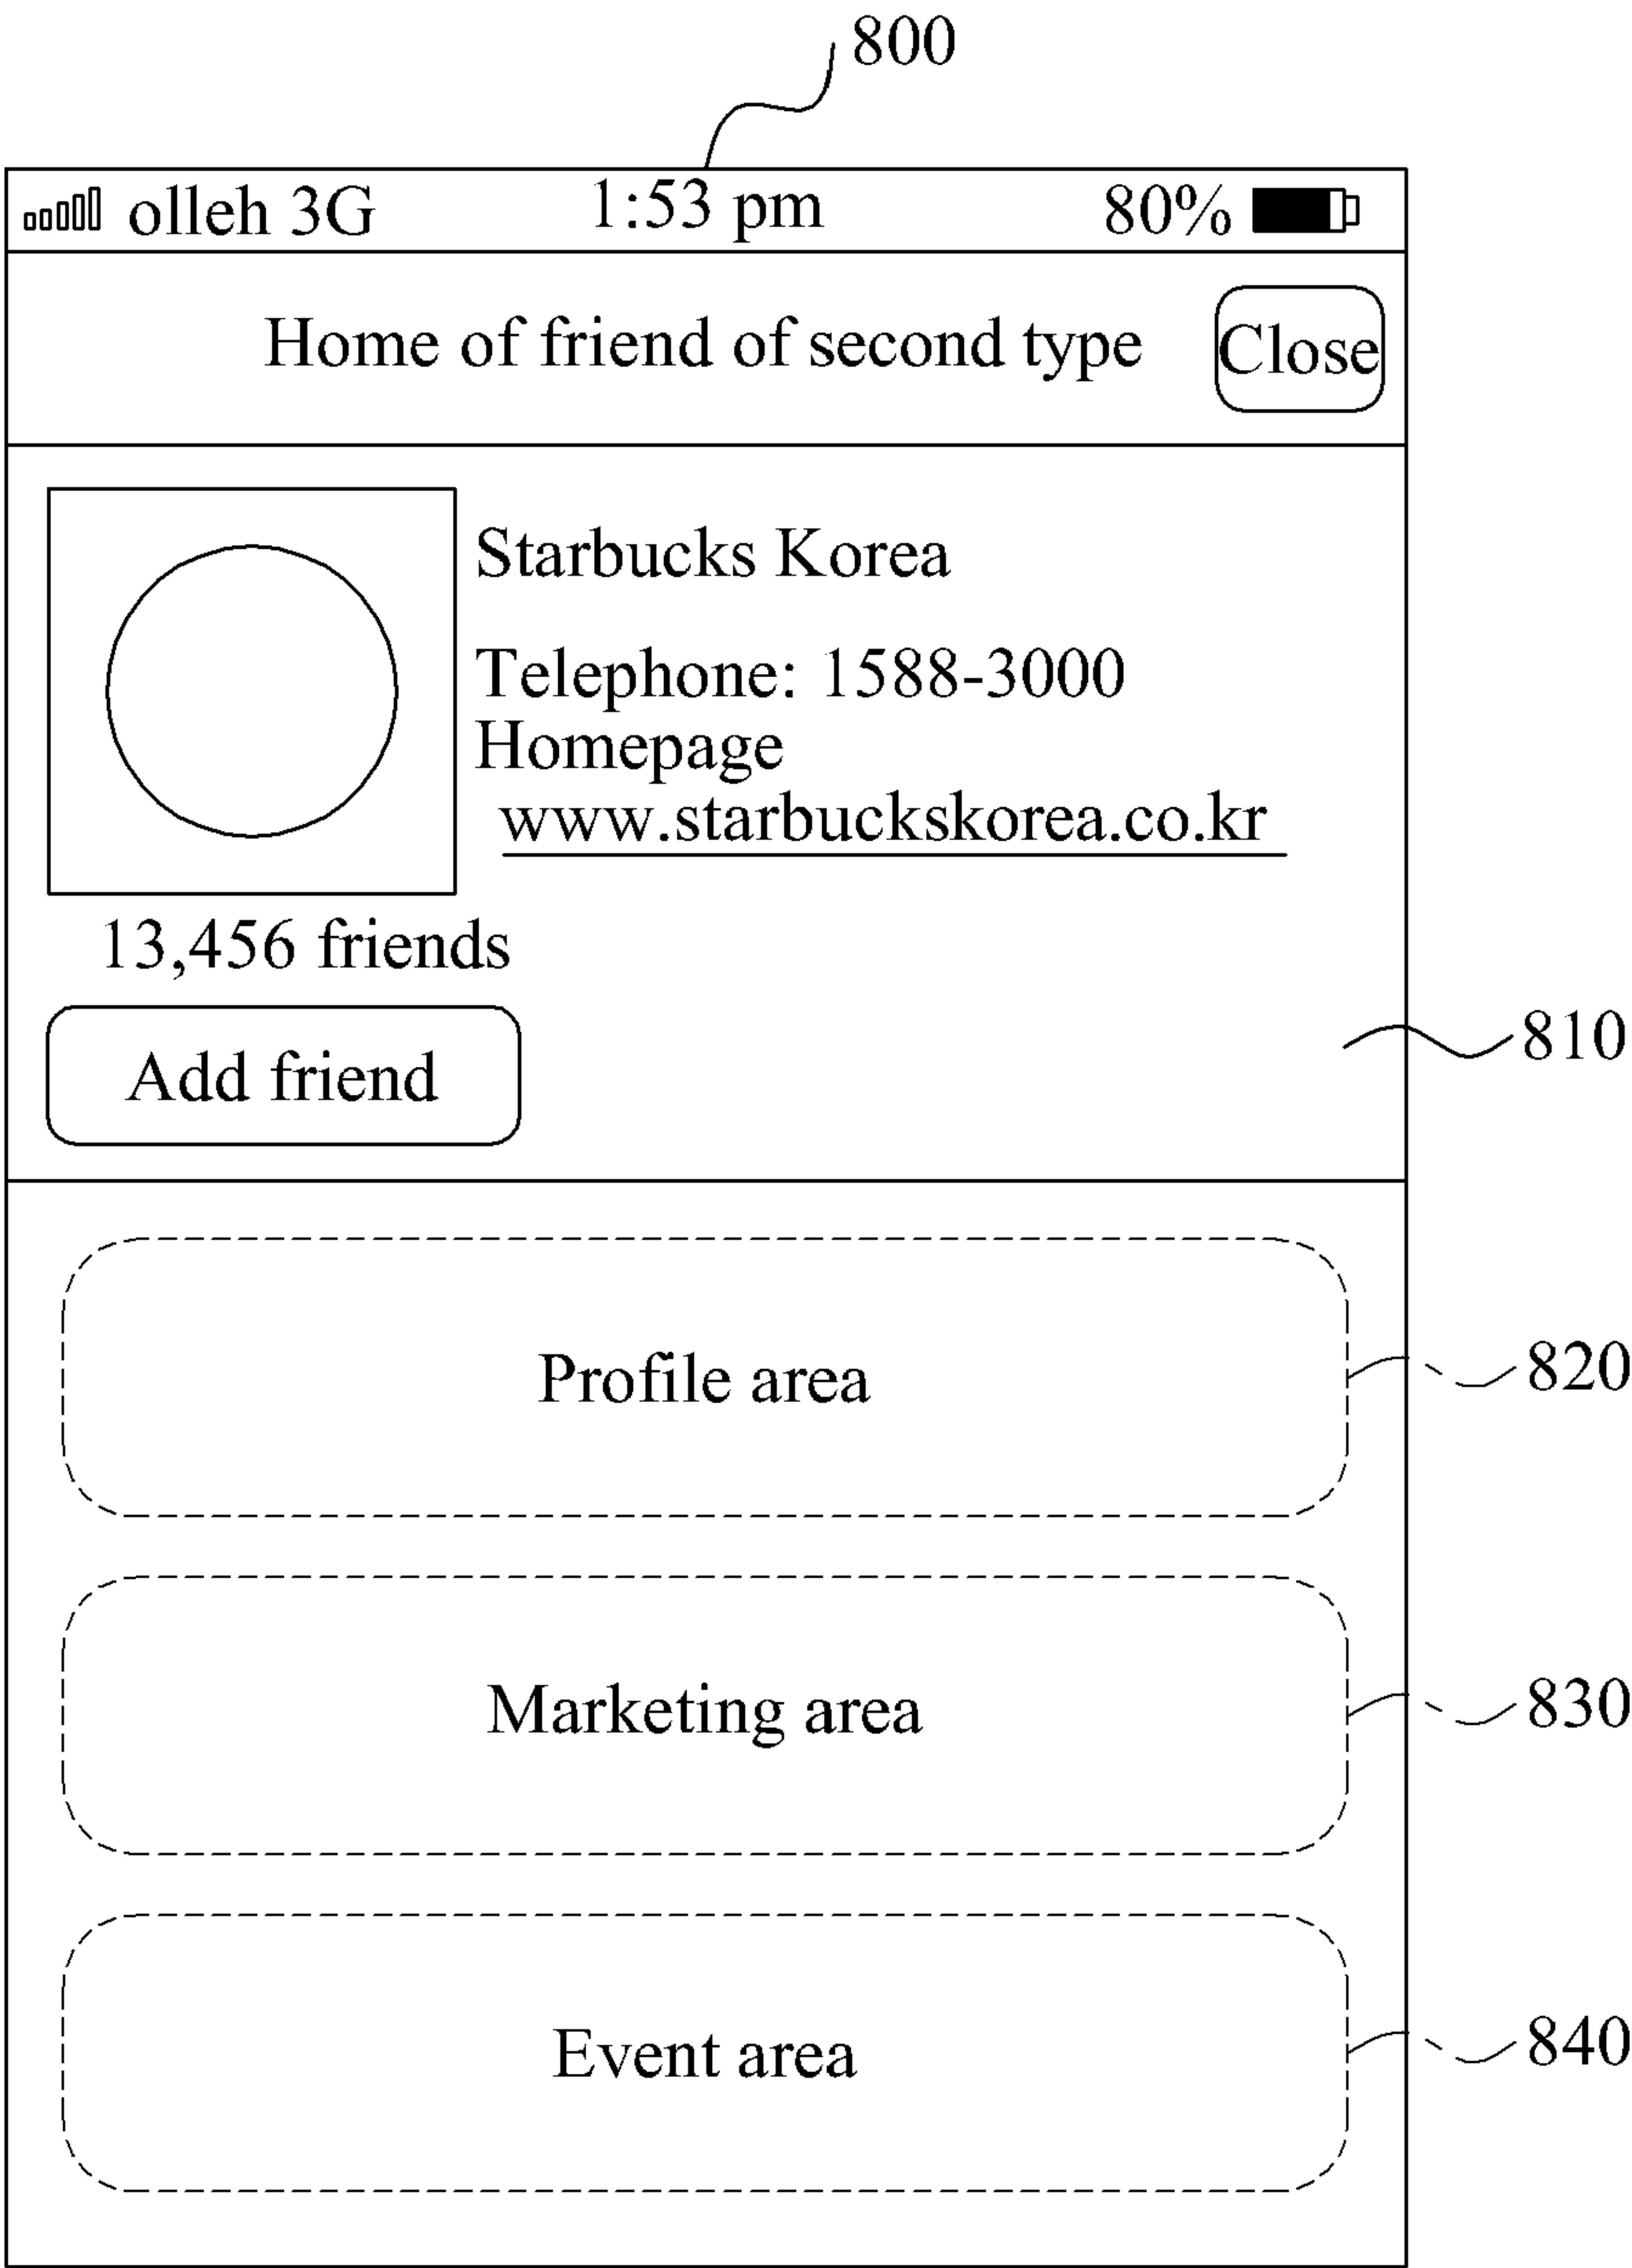 800
olleh 3G 1:53 pm 80%
Home of friend of second type Close
Starbucks Korea
Telephone: 1588-3000
Homepage
www.starbuckskorea.co.kr
13,456 friends
810
Add friend
Profile area 820
Marketing area 830
Event area 840